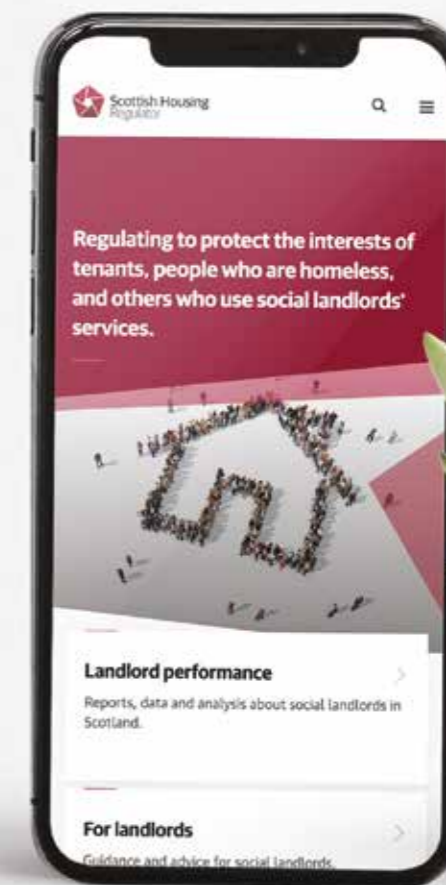 Scottish Housing
Regulator
Regulating to protect the interests of
tenants, people who are homeless,
and others who use social landlords'
services.
Landlord performance
Reports, data and analysis about social landlords in
Scotland.
For landlords
Guidance and advice for social landlords.